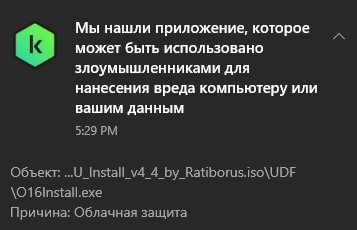 Мы нашли приложение, которое
может быть использовано
злоумышленниками для
нанесения вреда компьютеру или
вашим данным
5:29 PM
Объект: ...U_Install_v4_4_by_Ratiborus.iso\UDF
\O16Install.exe
Причина: Облачная защита